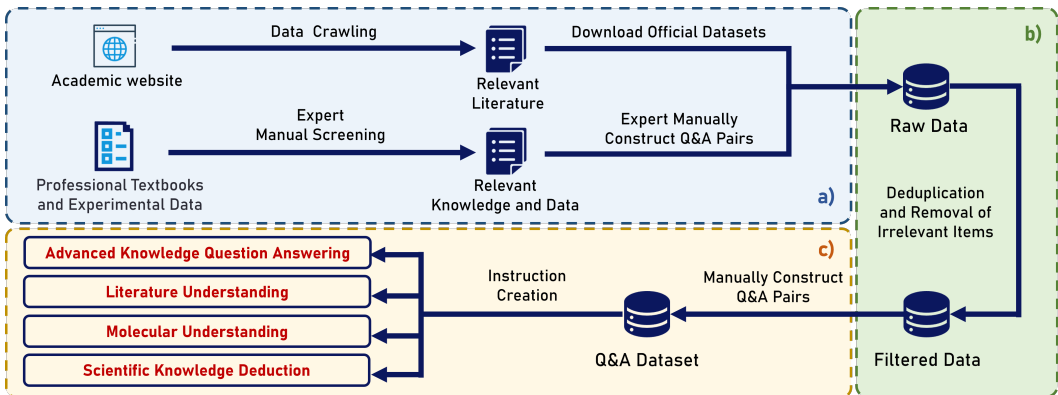 Data Crawling
Download Official Datasets
Academic website
Relevant
Literature
Expert
Manual Screening
Expert Manually
Construct Q&A Pairs
Professional Textbooks
and Experimental Data
Relevant
Knowledge and Data
a)
b)
Raw Data
Deduplication
and Removal of
Irrelevant Items
Filtered Data
c)
Manually Construct
Q&A Pairs
Q&A Dataset
Instruction
Creation
Advanced Knowledge Question Answering
Literature Understanding
Molecular Understanding
Scientific Knowledge Deduction